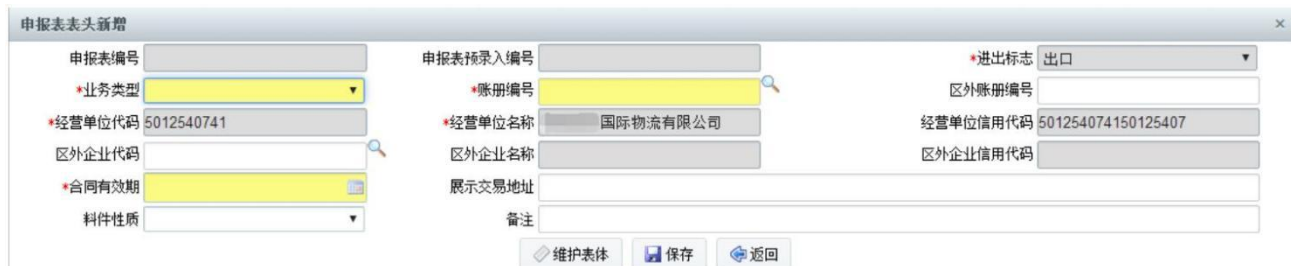 申报表表头新增 ×
申报表编号 申报表预录入编号 *进出标志 出口
*业务类型 *账册编号 区外账册编号
*经营单位代码 5012540741 *经营单位名称 国际物流有限公司 经营单位信用代码 501254074150125407
区外企业代码 区外企业名称 区外企业信用代码
*合同有效期 展示交易地址
料件性质 备注
维护表体 保存 返回